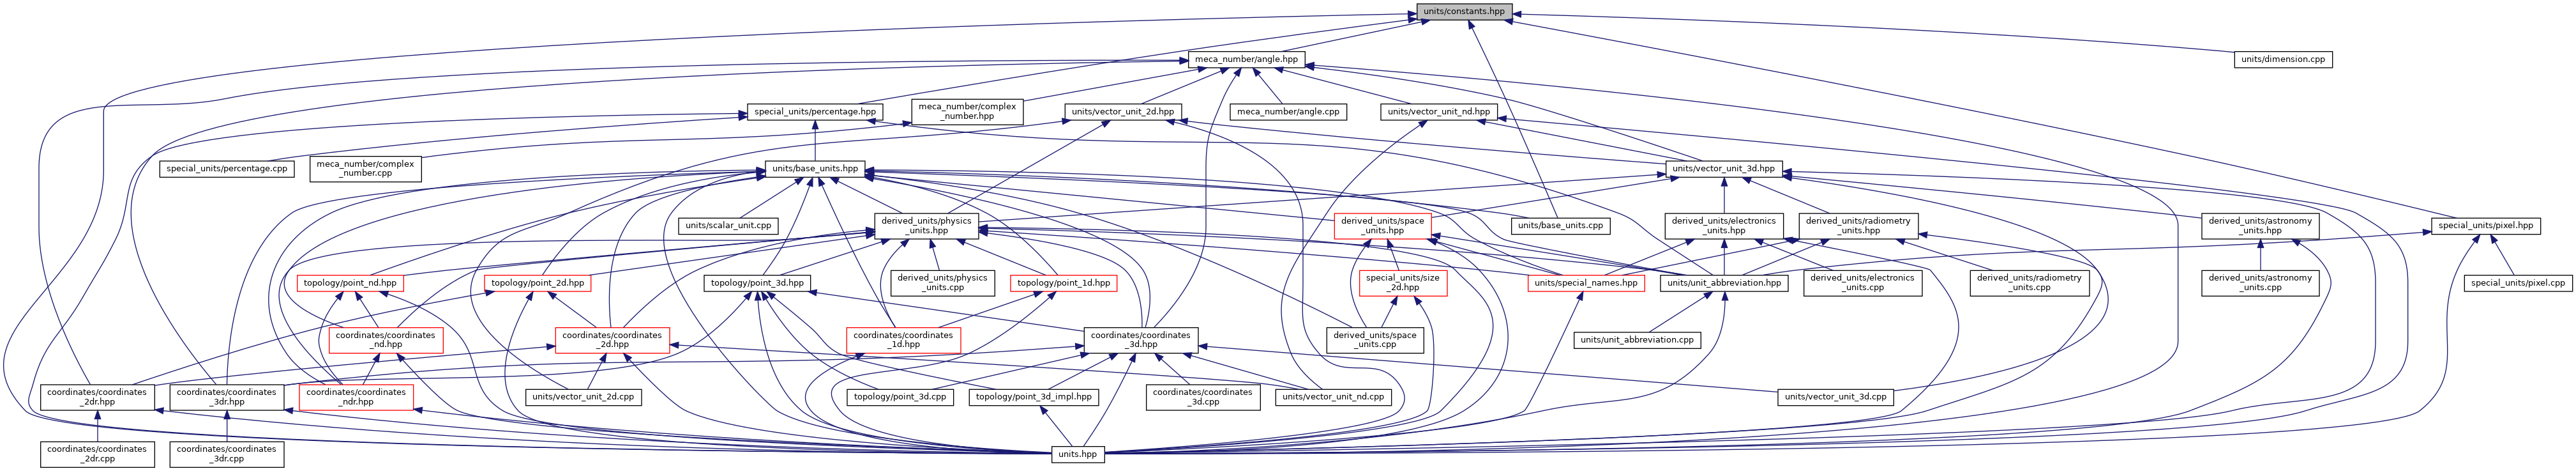 units/constants.hpp
meca_number/angle.hpp
units/dimension.cpp
special_units/percentage.hpp
meca_number/complex
_number.hpp
units/vector_unit_2d.hpp
meca_number/angle.cpp
units/vector_unit_nd.hpp
special_units/percentage.cpp
meca_number/complex
_number.cpp
units/base_units.hpp
units/vector_unit_3d.hpp
units/scalar_unit.cpp
derived_units/physics
_units.hpp
derived_units/space
_units.hpp
units/base_units.cpp
derived_units/electronics
_units.hpp
derived_units/radiometry
_units.hpp
derived_units/astronomy
_units.hpp
special_units/pixel.hpp
topology/point_nd.hpp
topology/point_2d.hpp
topology/point_3d.hpp
derived_units/physics
_units.cpp
topology/point_1d.hpp
special_units/size
_2d.hpp
units/special_names.hpp
units/unit_abbreviation.hpp
derived_units/electronics
_units.cpp
derived_units/radiometry
_units.cpp
derived_units/astronomy
_units.cpp
special_units/pixel.cpp
coordinates/coordinates
_nd.hpp
coordinates/coordinates
_2d.hpp
coordinates/coordinates
_1d.hpp
coordinates/coordinates
_3d.hpp
derived_units/space
_units.cpp
units/unit_abbreviation.cpp
coordinates/coordinates
_2dr.hpp
coordinates/coordinates
_3dr.hpp
coordinates/coordinates
_ndr.hpp
units/vector_unit_2d.cpp
topology/point_3d.cpp
topology/point_3d_impl.hpp
coordinates/coordinates
_3d.cpp
units/vector_unit_nd.cpp
units/vector_unit_3d.cpp
coordinates/coordinates
_2dr.cpp
coordinates/coordinates
_3dr.cpp
units.hpp